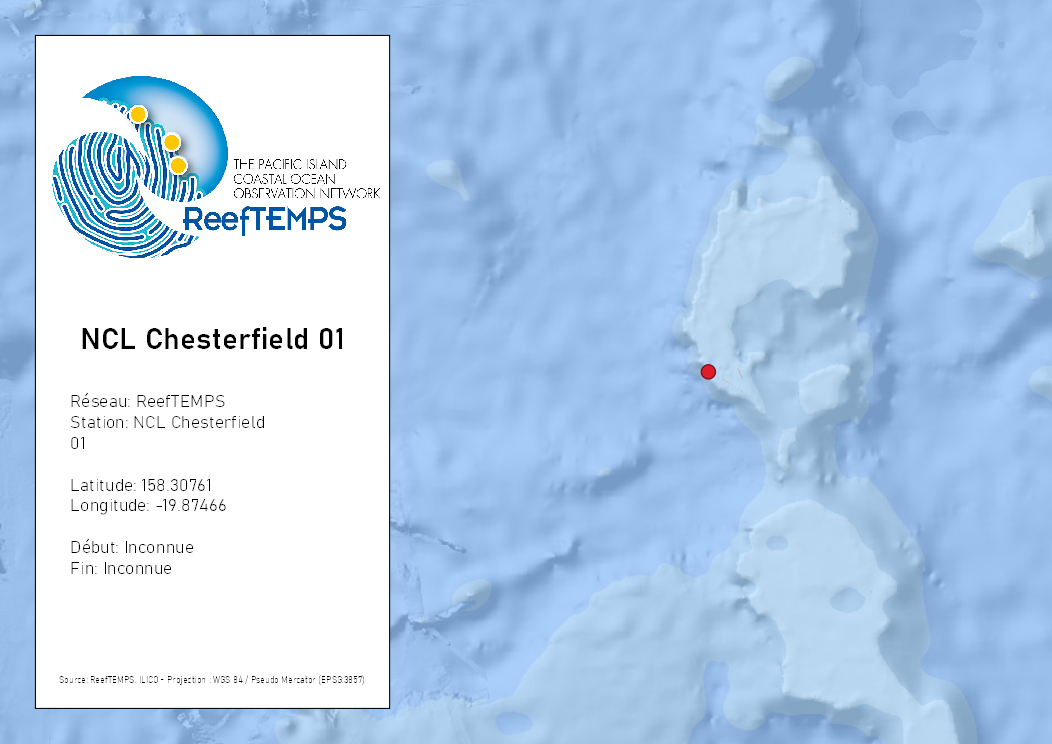 THE PACIFIC ISLAND
COASTAL OCEAN
OBSERVATION NETWORK
ReefTEMPS
NCL Chesterfield 01
Réseau: ReefTEMPS
Station: NCL Chesterfield
01
Latitude: 158.30761
Longitude: -19.87466
Début: Inconnue
Fin: Inconnue
Source: ReefTEMPS, ILICO - Projection : WGS 84 / Pseudo Mercator (EPSG:3857)